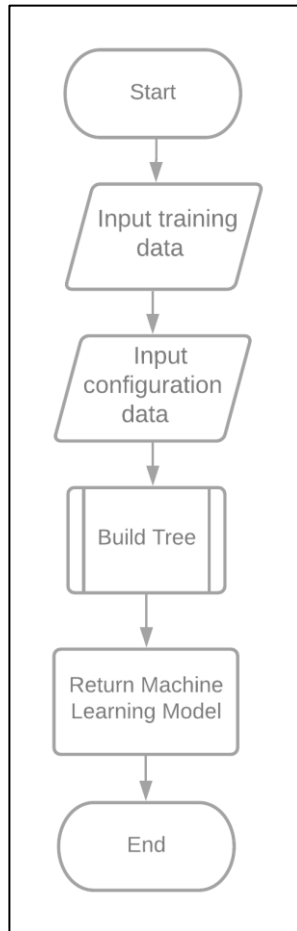 Start
Input training
data
Input
configuration
data
Build Tree
Return Machine
Learning Model
End